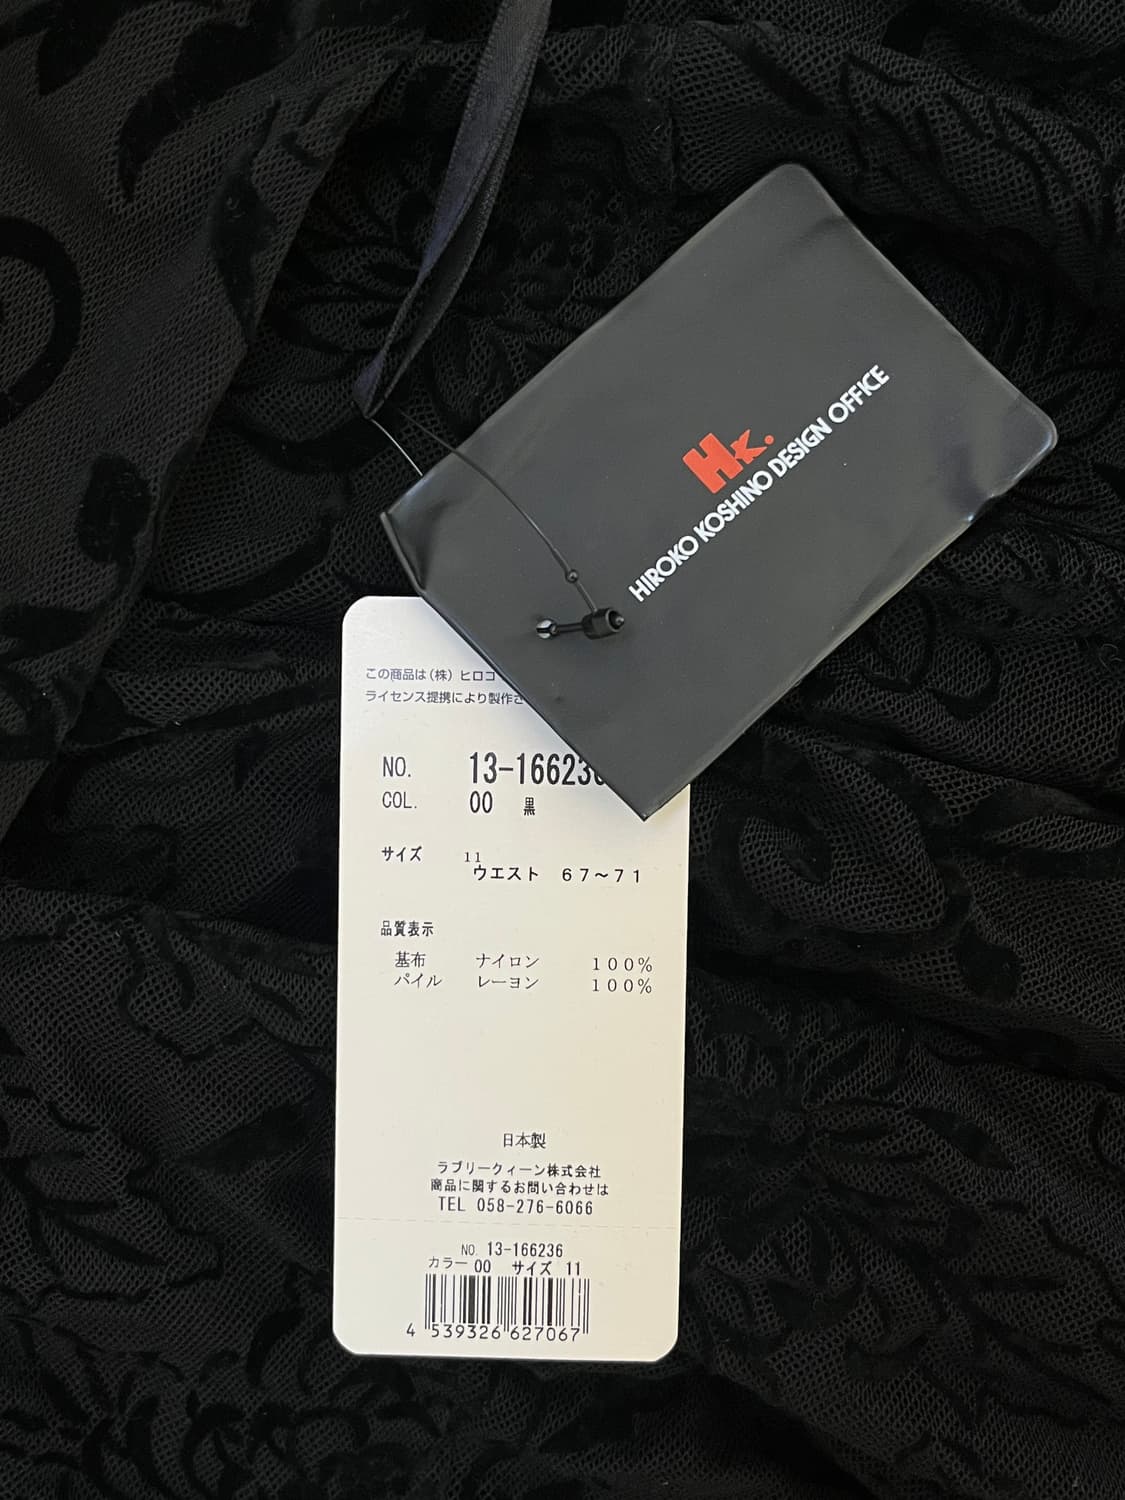 Hk.
HIROKO KOSHINO DESIGN OFFICE
この商品は(株)ヒロコ
ライセンス提携により製作さ
NO. 13-166236
COL. 00 黒
サイズ 11
ウエスト 67~71
品質表示
基布 ナイロン 100%
パイル レーヨン 100%
日本製
ラブリークィーン株式会社
商品に関するお問い合わせは
TEL 058-276-6066
NO. 13-166236
カラー 00 サイズ 11
4 539326 627067